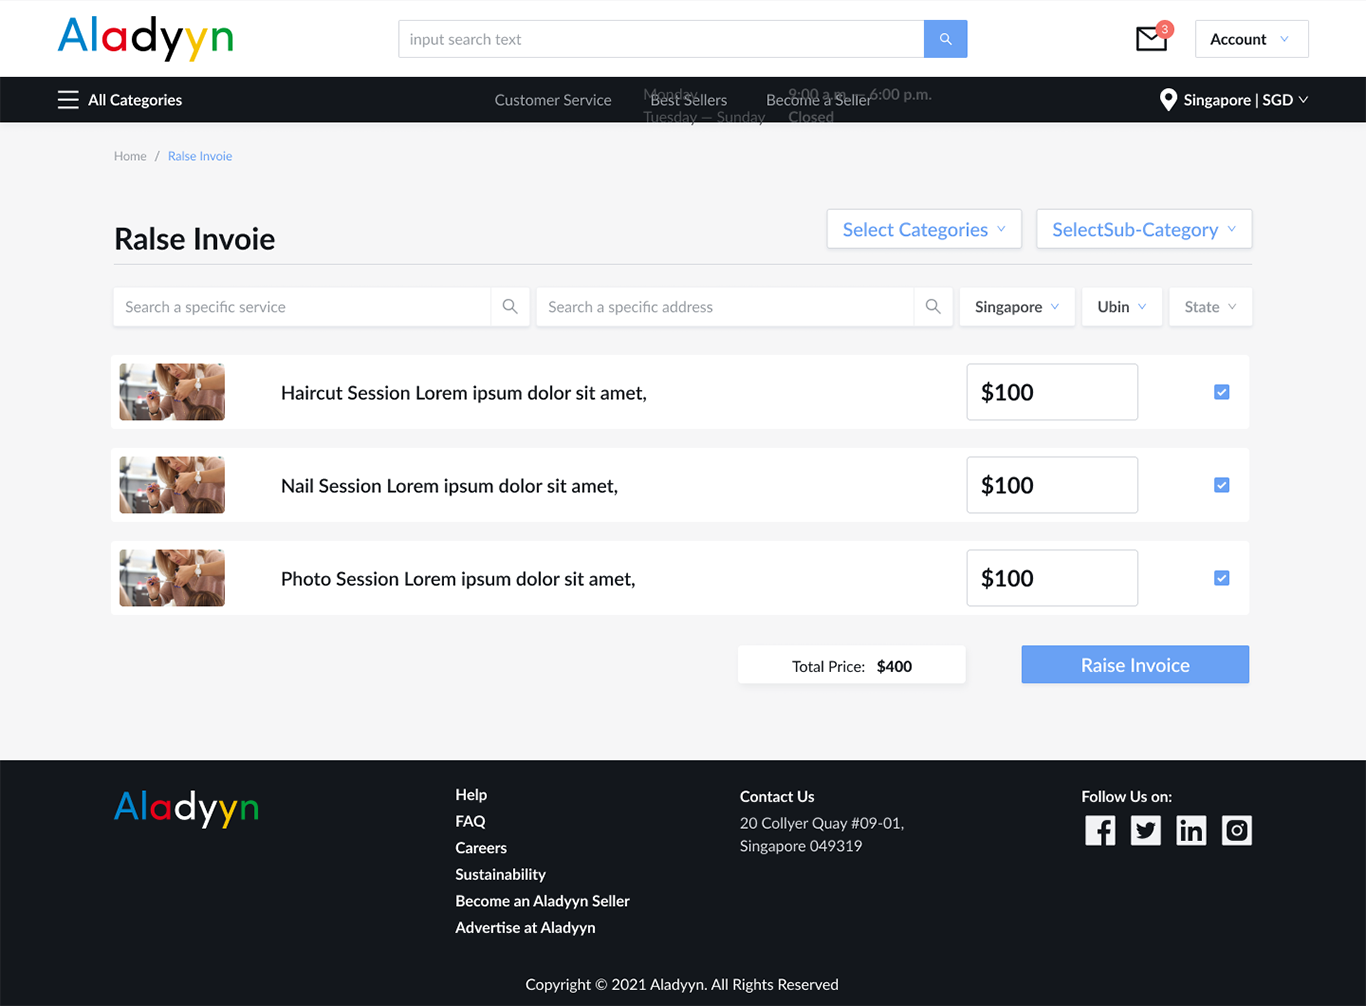 Aladyyn
input search text
3
Account
All Categories
Customer Service
Best Sellers
Become a Seller
Monday
9:00 a.m. — 6:00 p.m.
Tuesday — Sunday
Closed
Singapore | SGD
Home / Ralse Invoie
Ralse Invoie
Select Categories
SelectSub-Category
Search a specific service
Search a specific address
Singapore
Ubin
State
Haircut Session Lorem ipsum dolor sit amet,
$100
Nail Session Lorem ipsum dolor sit amet,
$100
Photo Session Lorem ipsum dolor sit amet,
$100
Total Price: $400
Raise Invoice
Aladyyn
Help
FAQ
Careers
Sustainability
Become an Aladyyn Seller
Advertise at Aladyyn
Contact Us
20 Collyer Quay #09-01,
Singapore 049319
Follow Us on:
Copyright © 2021 Aladyyn. All Rights Reserved